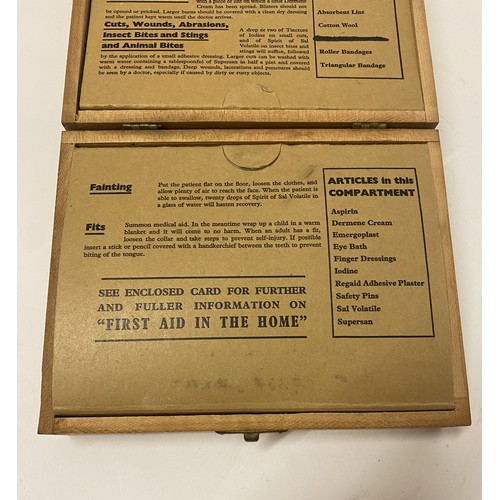 with a piece of lint on which a little Dermene
Cream has been spread. Blisters should not
be opened or pricked. Larger burns should be covered with a clean dry dressing
and the patient kept warm until the doctor arrives.
Cuts, Wounds, Abrasions,
Insect Bites and Stings
and Animal Bites
A drop or two of Tincture
of Iodine on small cuts,
and of Spirit of Sal
Volatile on insect bites and
stings will suffice, followed by the
application of a small adhesive dressing. Larger cuts can be washed with
warm water containing a tablespoonful of Supersan in half a pint and covered
with a dressing and bandage. Deep wounds, lacerations and punctures should
be seen by a doctor, especially if caused by dirty or rusty objects.
Absorbent Lint
Cotton Wool
Roller Bandages
Triangular Bandage
Fainting
Put the patient flat on the floor, loosen the clothes, and
allow plenty of air to reach the face. When the patient is
able to swallow, twenty drops of Spirit of Sal Volatile in
a glass of water will hasten recovery.
Fits
Summon medical aid. In the meantime wrap up a child in a warm
blanket and it will come to no harm. When an adult has a fit,
loosen the collar and take steps to prevent self-injury. If possible
insert a stick or pencil covered with a handkerchief between the teeth to prevent
biting of the tongue.
SEE ENCLOSED CARD FOR FURTHER
AND FULLER INFORMATION ON
"FIRST AID IN THE HOME"
ARTICLES in this
COMPARTMENT
Aspirin
Dermene Cream
Emergoplast
Eye Bath
Finger Dressings
Iodine
Regaid Adhesive Plaster
Safety Pins
Sal Volatile
Supersan